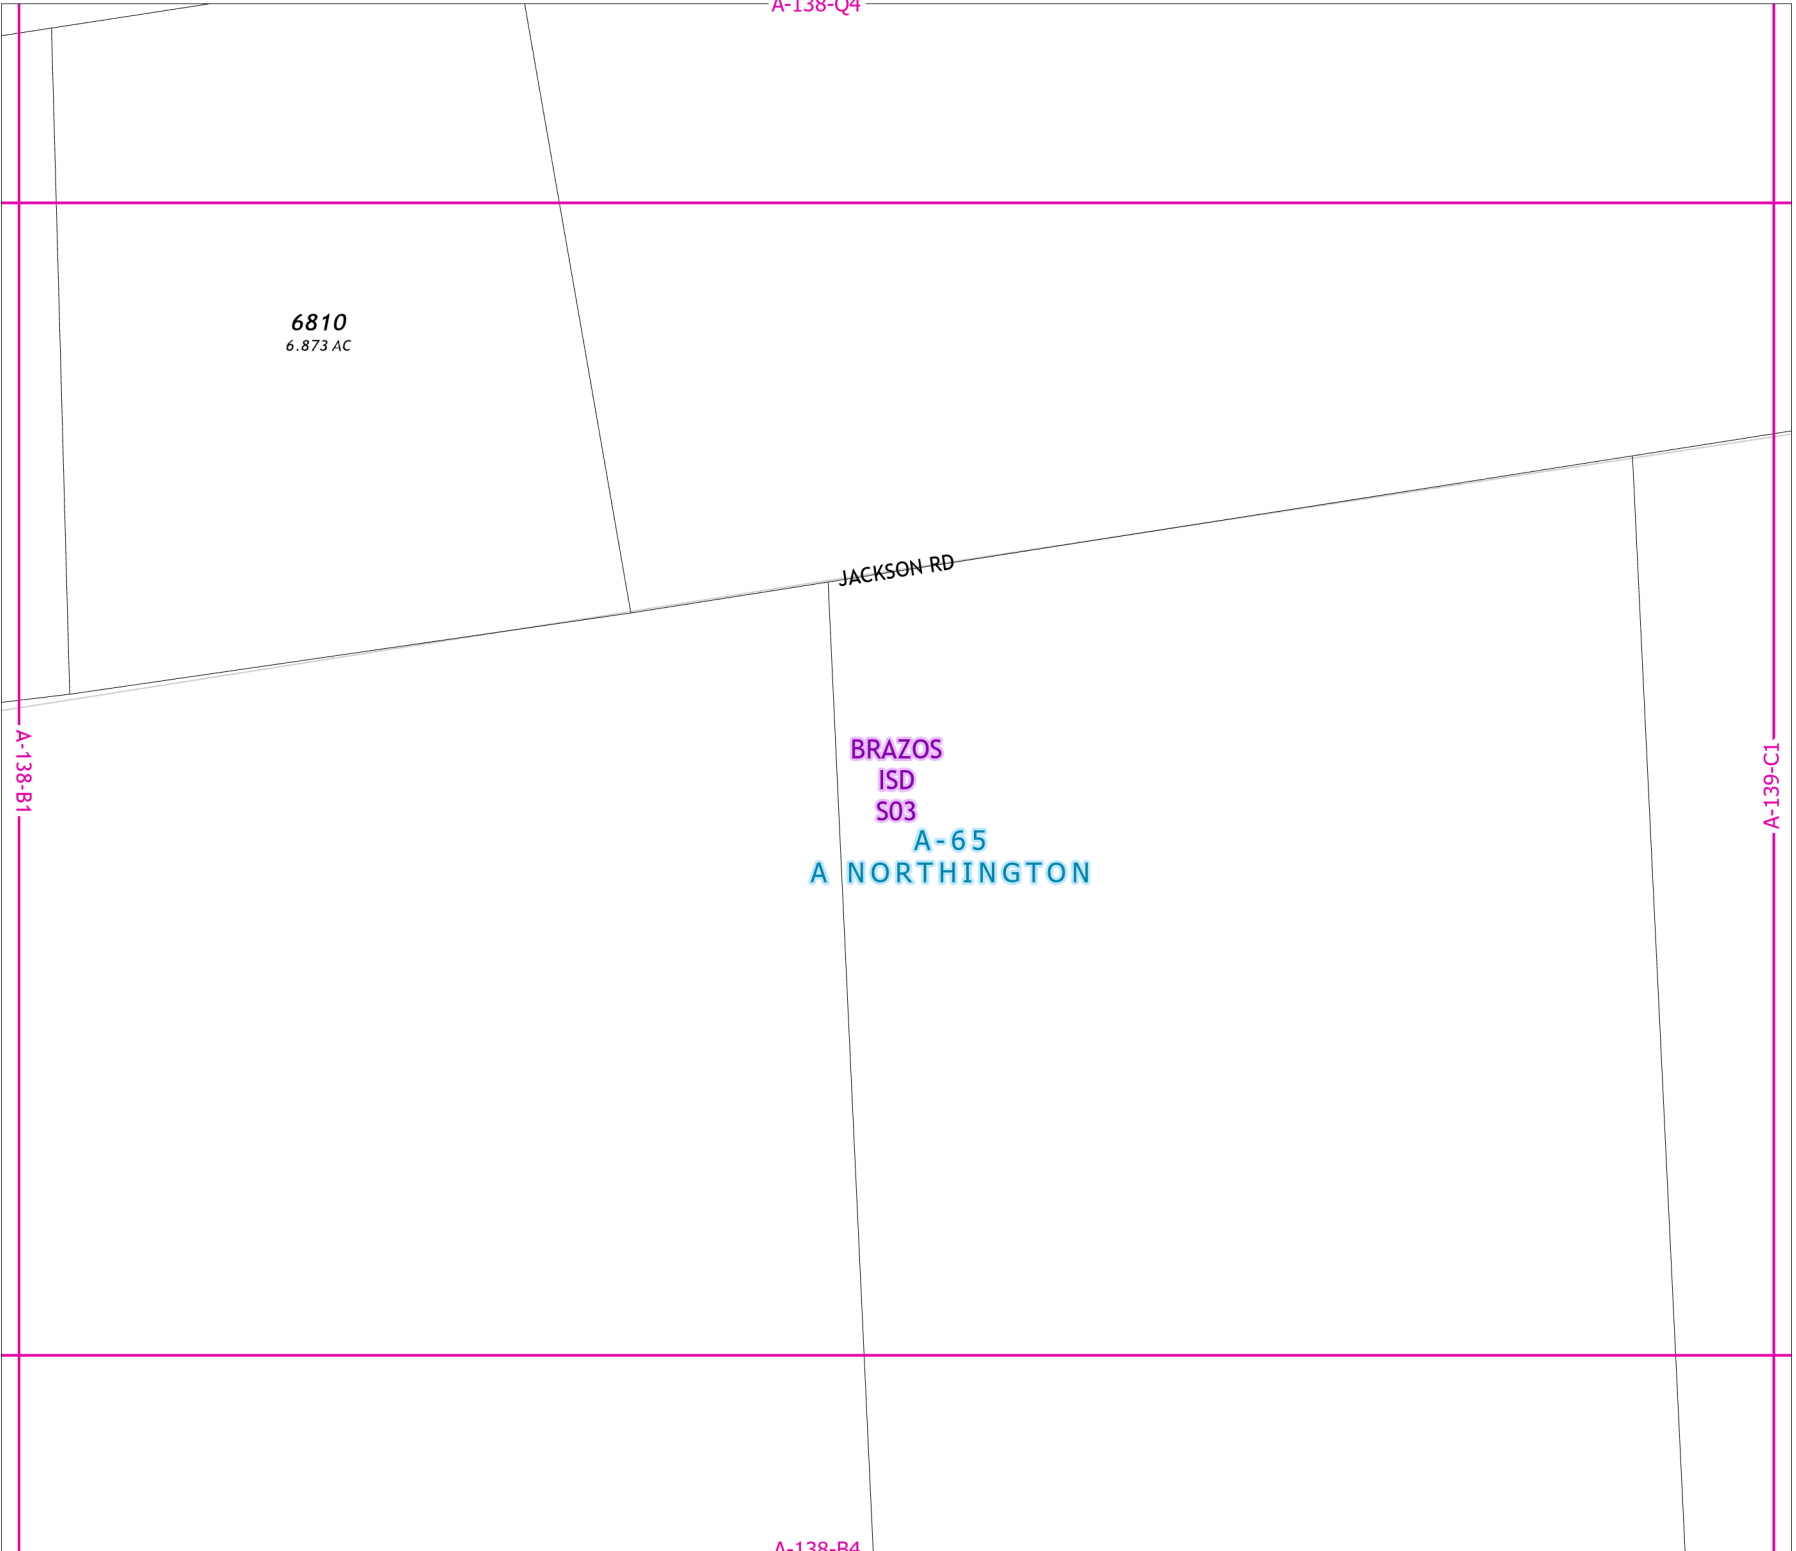 A-138-Q4
6810
6.873 AC
JACKSON RD
A-138-B1
BRAZOS
ISD
S03
A-139-C1
A-65
A NORTHINGTON
A-138-B4